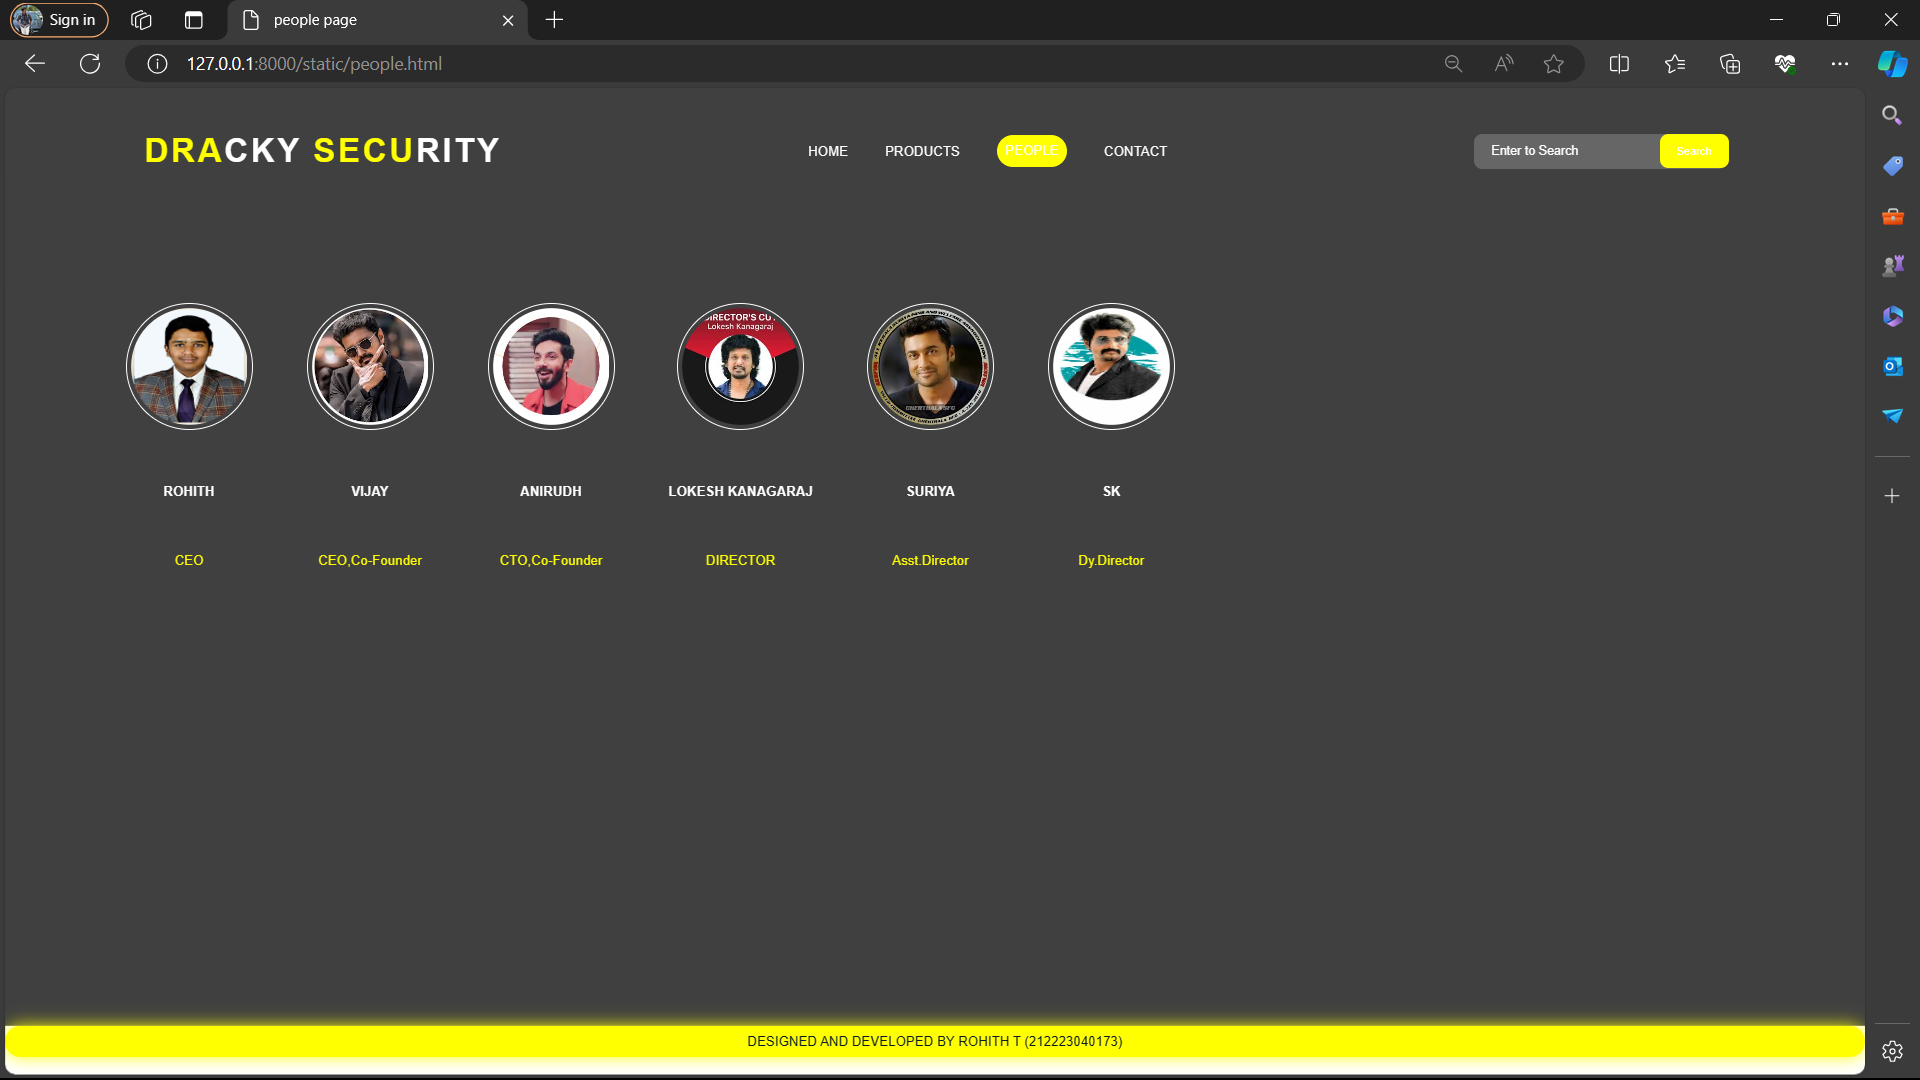 Sign in
people page
127.0.0.1:8000/static/people.html
DRACKY SECURITY
HOME PRODUCTS PEOPLE CONTACT
Enter to Search Search
DIRECTOR'S CU
Lokesh Kanagaraj
ROHITH VIJAY ANIRUDH LOKESH KANAGARAJ SURIYA SK
CEO CEO,Co-Founder CTO,Co-Founder DIRECTOR Asst.Director Dy.Director
DESIGNED AND DEVELOPED BY ROHITH T (212223040173)